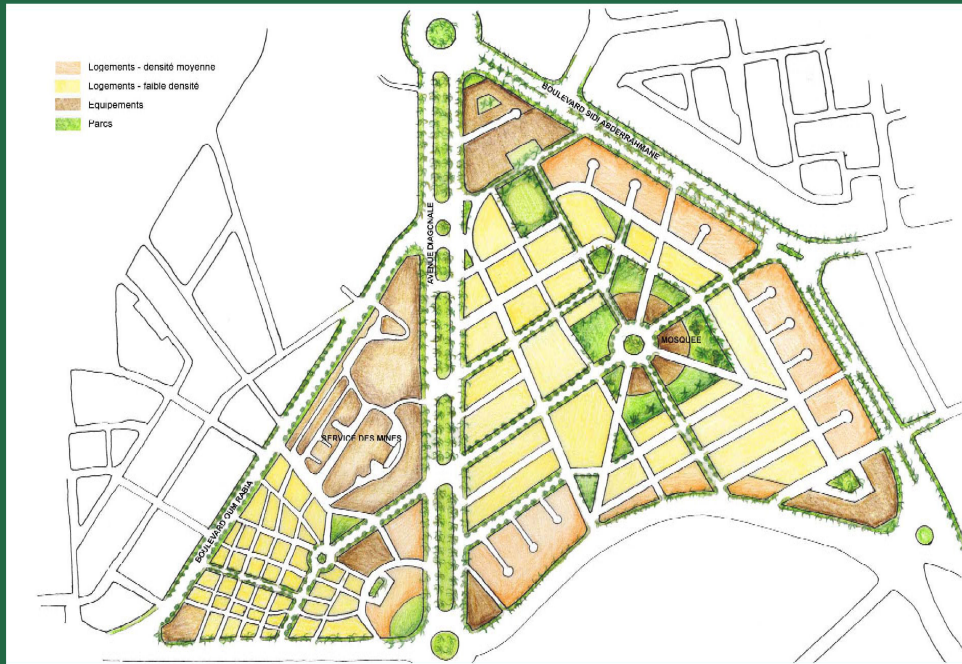 Logements - densité moyenne
Logements - faible densité
Equipements
Parcs
BOULEVARD SIDI ABDERRAHMANE
AVENUE DIAGONALE
MOSQUEE
SERVICE DES MINES
BOULEVARD OUM RABIA